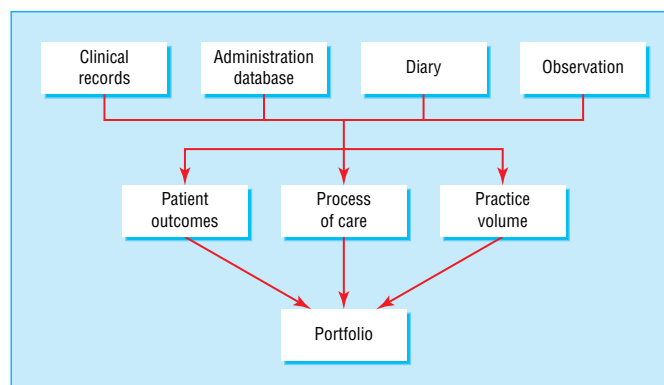 Clinical
records
Administration
database
Diary
Observation
Patient
outcomes
Process
of care
Practice
volume
Portfolio